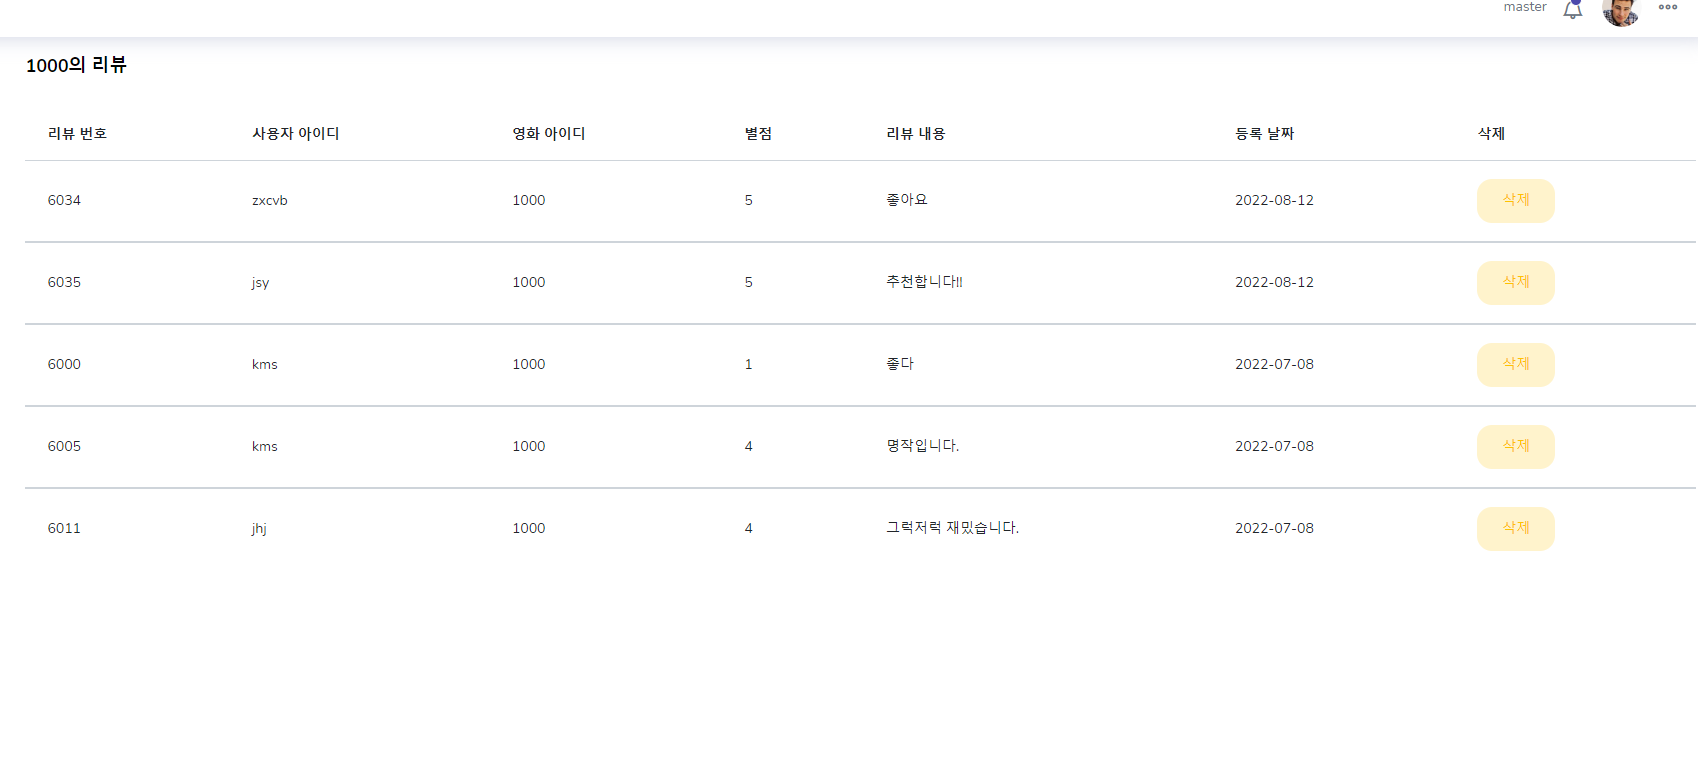 master
1000의 리뷰
리뷰 번호 사용자 아이디 영화 아이디 별점 리뷰 내용 등록 날짜 삭제
6034 zxcvb 1000 5 좋아요 2022-08-12 삭제
6035 jsy 1000 5 추천합니다!! 2022-08-12 삭제
6000 kms 1000 1 좋다 2022-07-08 삭제
6005 kms 1000 4 명작입니다. 2022-07-08 삭제
6011 jhj 1000 4 그럭저럭 재밌습니다. 2022-07-08 삭제